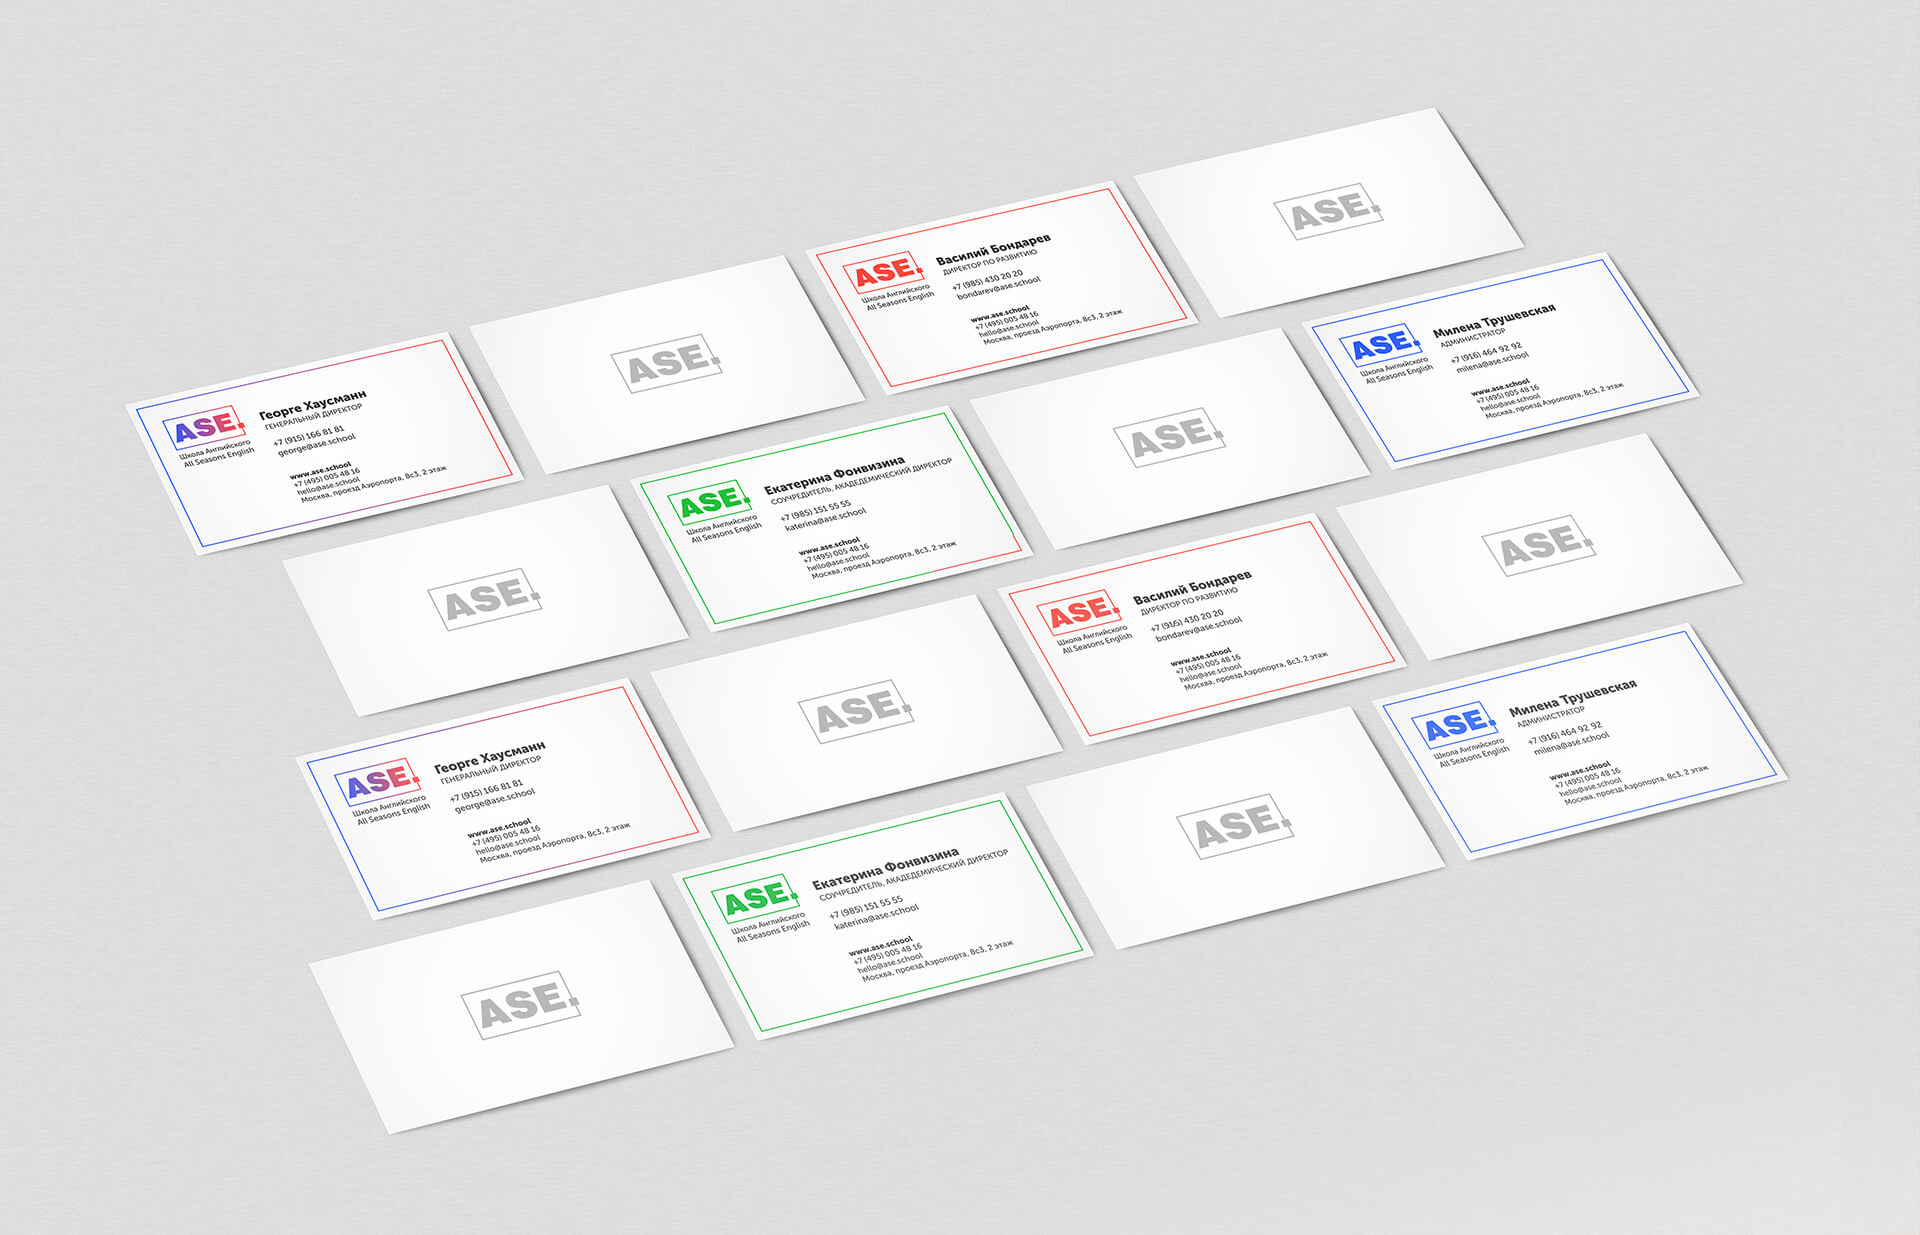 ASE.
Школа Английского
All Seasons English
Георге Хаусманн
ГЕНЕРАЛЬНЫЙ ДИРЕКТОР
+7 (915) 166 81 81
george@ase.school
www.ase.school
+7 (495) 005 48 16
hello@ase.school
Москва, проезд Аэропорта, 8с3, 2 этаж
ASE.
ASE.
Школа Английского
All Seasons English
Василий Бондарев
ДИРЕКТОР ПО РАЗВИТИЮ
+7 (985) 430 20 20
bondarev@ase.school
www.ase.school
+7 (495) 005 48 16
hello@ase.school
Москва, проезд Аэропорта, 8с3, 2 этаж
ASE.
ASE.
ASE.
Школа Английского
All Seasons English
Екатерина Фонвизина
СОУЧРЕДИТЕЛЬ, АКАДЕДЕМИЧЕСКИЙ ДИРЕКТОР
+7 (985) 151 55 55
katerina@ase.school
www.ase.school
+7 (495) 005 48 16
hello@ase.school
Москва, проезд Аэропорта, 8с3, 2 этаж
ASE.
ASE.
Школа Английского
All Seasons English
Милена Трушевская
АДМИНИСТРАТОР
+7 (916) 464 92 92
milena@ase.school
www.ase.school
+7 (495) 005 48 16
hello@ase.school
Москва, проезд Аэропорта, 8с3, 2 этаж
ASE.
Школа Английского
All Seasons English
Георге Хаусманн
ГЕНЕРАЛЬНЫЙ ДИРЕКТОР
+7 (915) 166 81 81
george@ase.school
www.ase.school
+7 (495) 005 48 16
hello@ase.school
Москва, проезд Аэропорта, 8с3, 2 этаж
ASE.
ASE.
Школа Английского
All Seasons English
Василий Бондарев
ДИРЕКТОР ПО РАЗВИТИЮ
+7 (916) 430 20 20
bondarev@ase.school
www.ase.school
+7 (495) 005 48 16
hello@ase.school
Москва, проезд Аэропорта, 8с3, 2 этаж
ASE.
ASE.
ASE.
Школа Английского
All Seasons English
Екатерина Фонвизина
СОУЧРЕДИТЕЛЬ, АКАДЕДЕМИЧЕСКИЙ ДИРЕКТОР
+7 (985) 151 55 55
katerina@ase.school
www.ase.school
+7 (495) 005 48 16
hello@ase.school
Москва, проезд Аэропорта, 8с3, 2 этаж
ASE.
ASE.
Школа Английского
All Seasons English
Милена Трушевская
АДМИНИСТРАТОР
+7 (916) 464 92 92
milena@ase.school
www.ase.school
+7 (495) 005 48 16
hello@ase.school
Москва, проезд Аэропорта, 8с3, 2 этаж